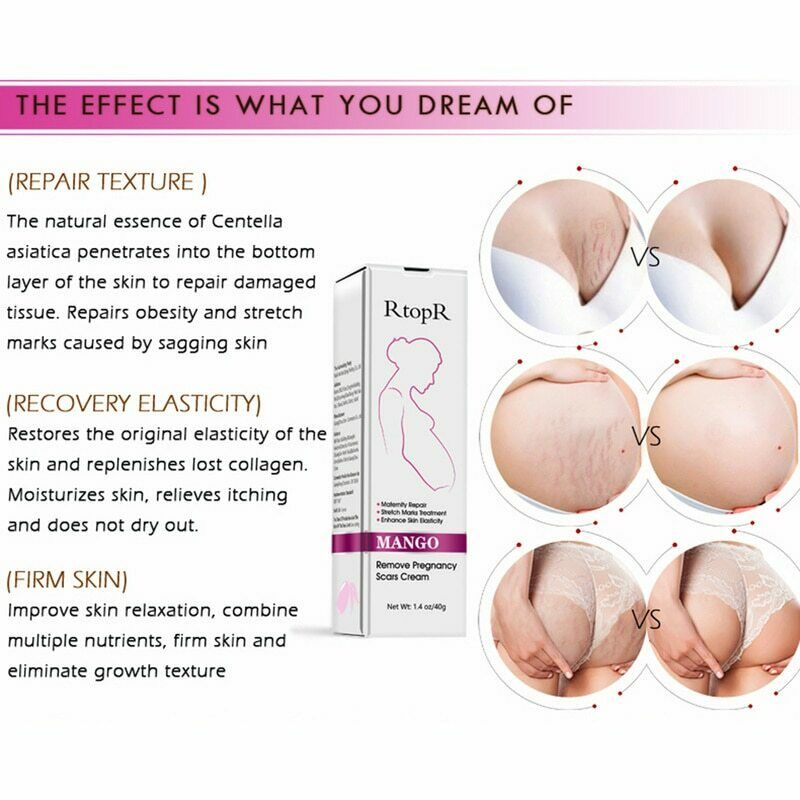 THE EFFECT IS WHAT YOU DREAM OF
(REPAIR TEXTURE )
The natural essence of Centella
asiatica penetrates into the bottom
layer of the skin to repair damaged
tissue. Repairs obesity and stretch
marks caused by sagging skin
(RECOVERY ELASTICITY)
Restores the original elasticity of the
skin and replenishes lost collagen.
Moisturizes skin, relieves itching
and does not dry out.
(FIRM SKIN)
Improve skin relaxation, combine
multiple nutrients, firm skin and
eliminate growth texture
RtopR
Maternity Repair
Stretch Marks Treatment
Enhance Skin Elasticity
MANGO
Remove Pregnancy
Scars Cream
Net Wt: 1.4 oz/40g
VS
VS
VS